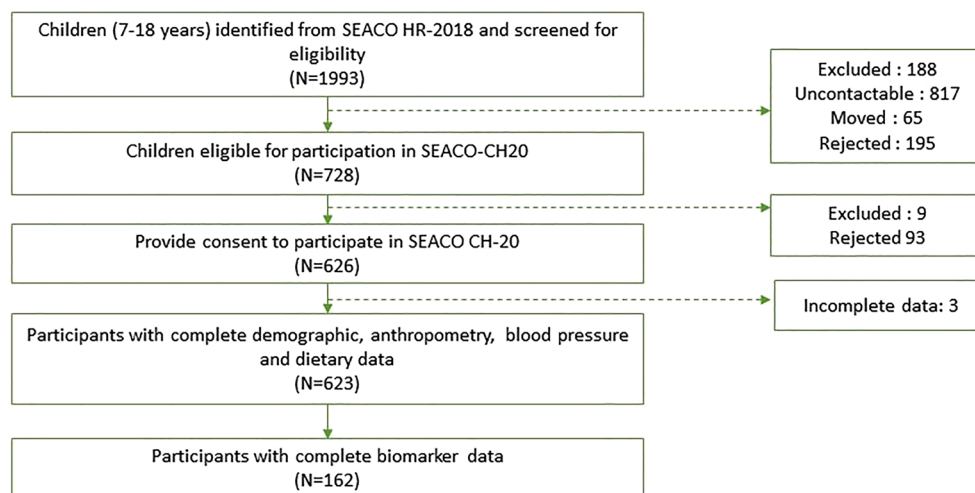 Children (7-18 years) identified from SEACO HR-2018 and screened for
eligibility
(N=1993)
Excluded : 188
Uncontactable : 817
Moved : 65
Rejected : 195
Children eligible for participation in SEACO-CH20
(N=728)
Excluded : 9
Rejected 93
Provide consent to participate in SEACO CH-20
(N=626)
Incomplete data: 3
Participants with complete demographic, anthropometry, blood pressure
and dietary data
(N=623)
Participants with complete biomarker data
(N=162)